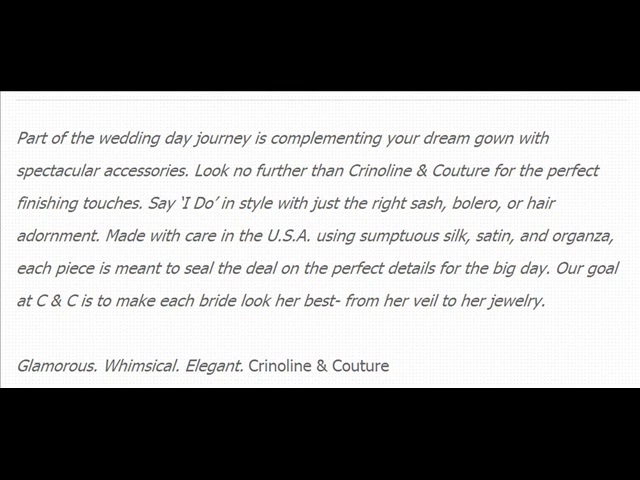 Part of the wedding day journey is complementing your dream gown with
spectacular accessories. Look no further than Crinoline & Couture for the perfect
finishing touches. Say ‘I Do’ in style with just the right sash, bolero, or hair
adornment. Made with care in the U.S.A. using sumptuous silk, satin, and organza,
each piece is meant to seal the deal on the perfect details for the big day. Our goal
at C & C is to make each bride look her best- from her veil to her jewelry.
Glamorous. Whimsical. Elegant. Crinoline & Couture